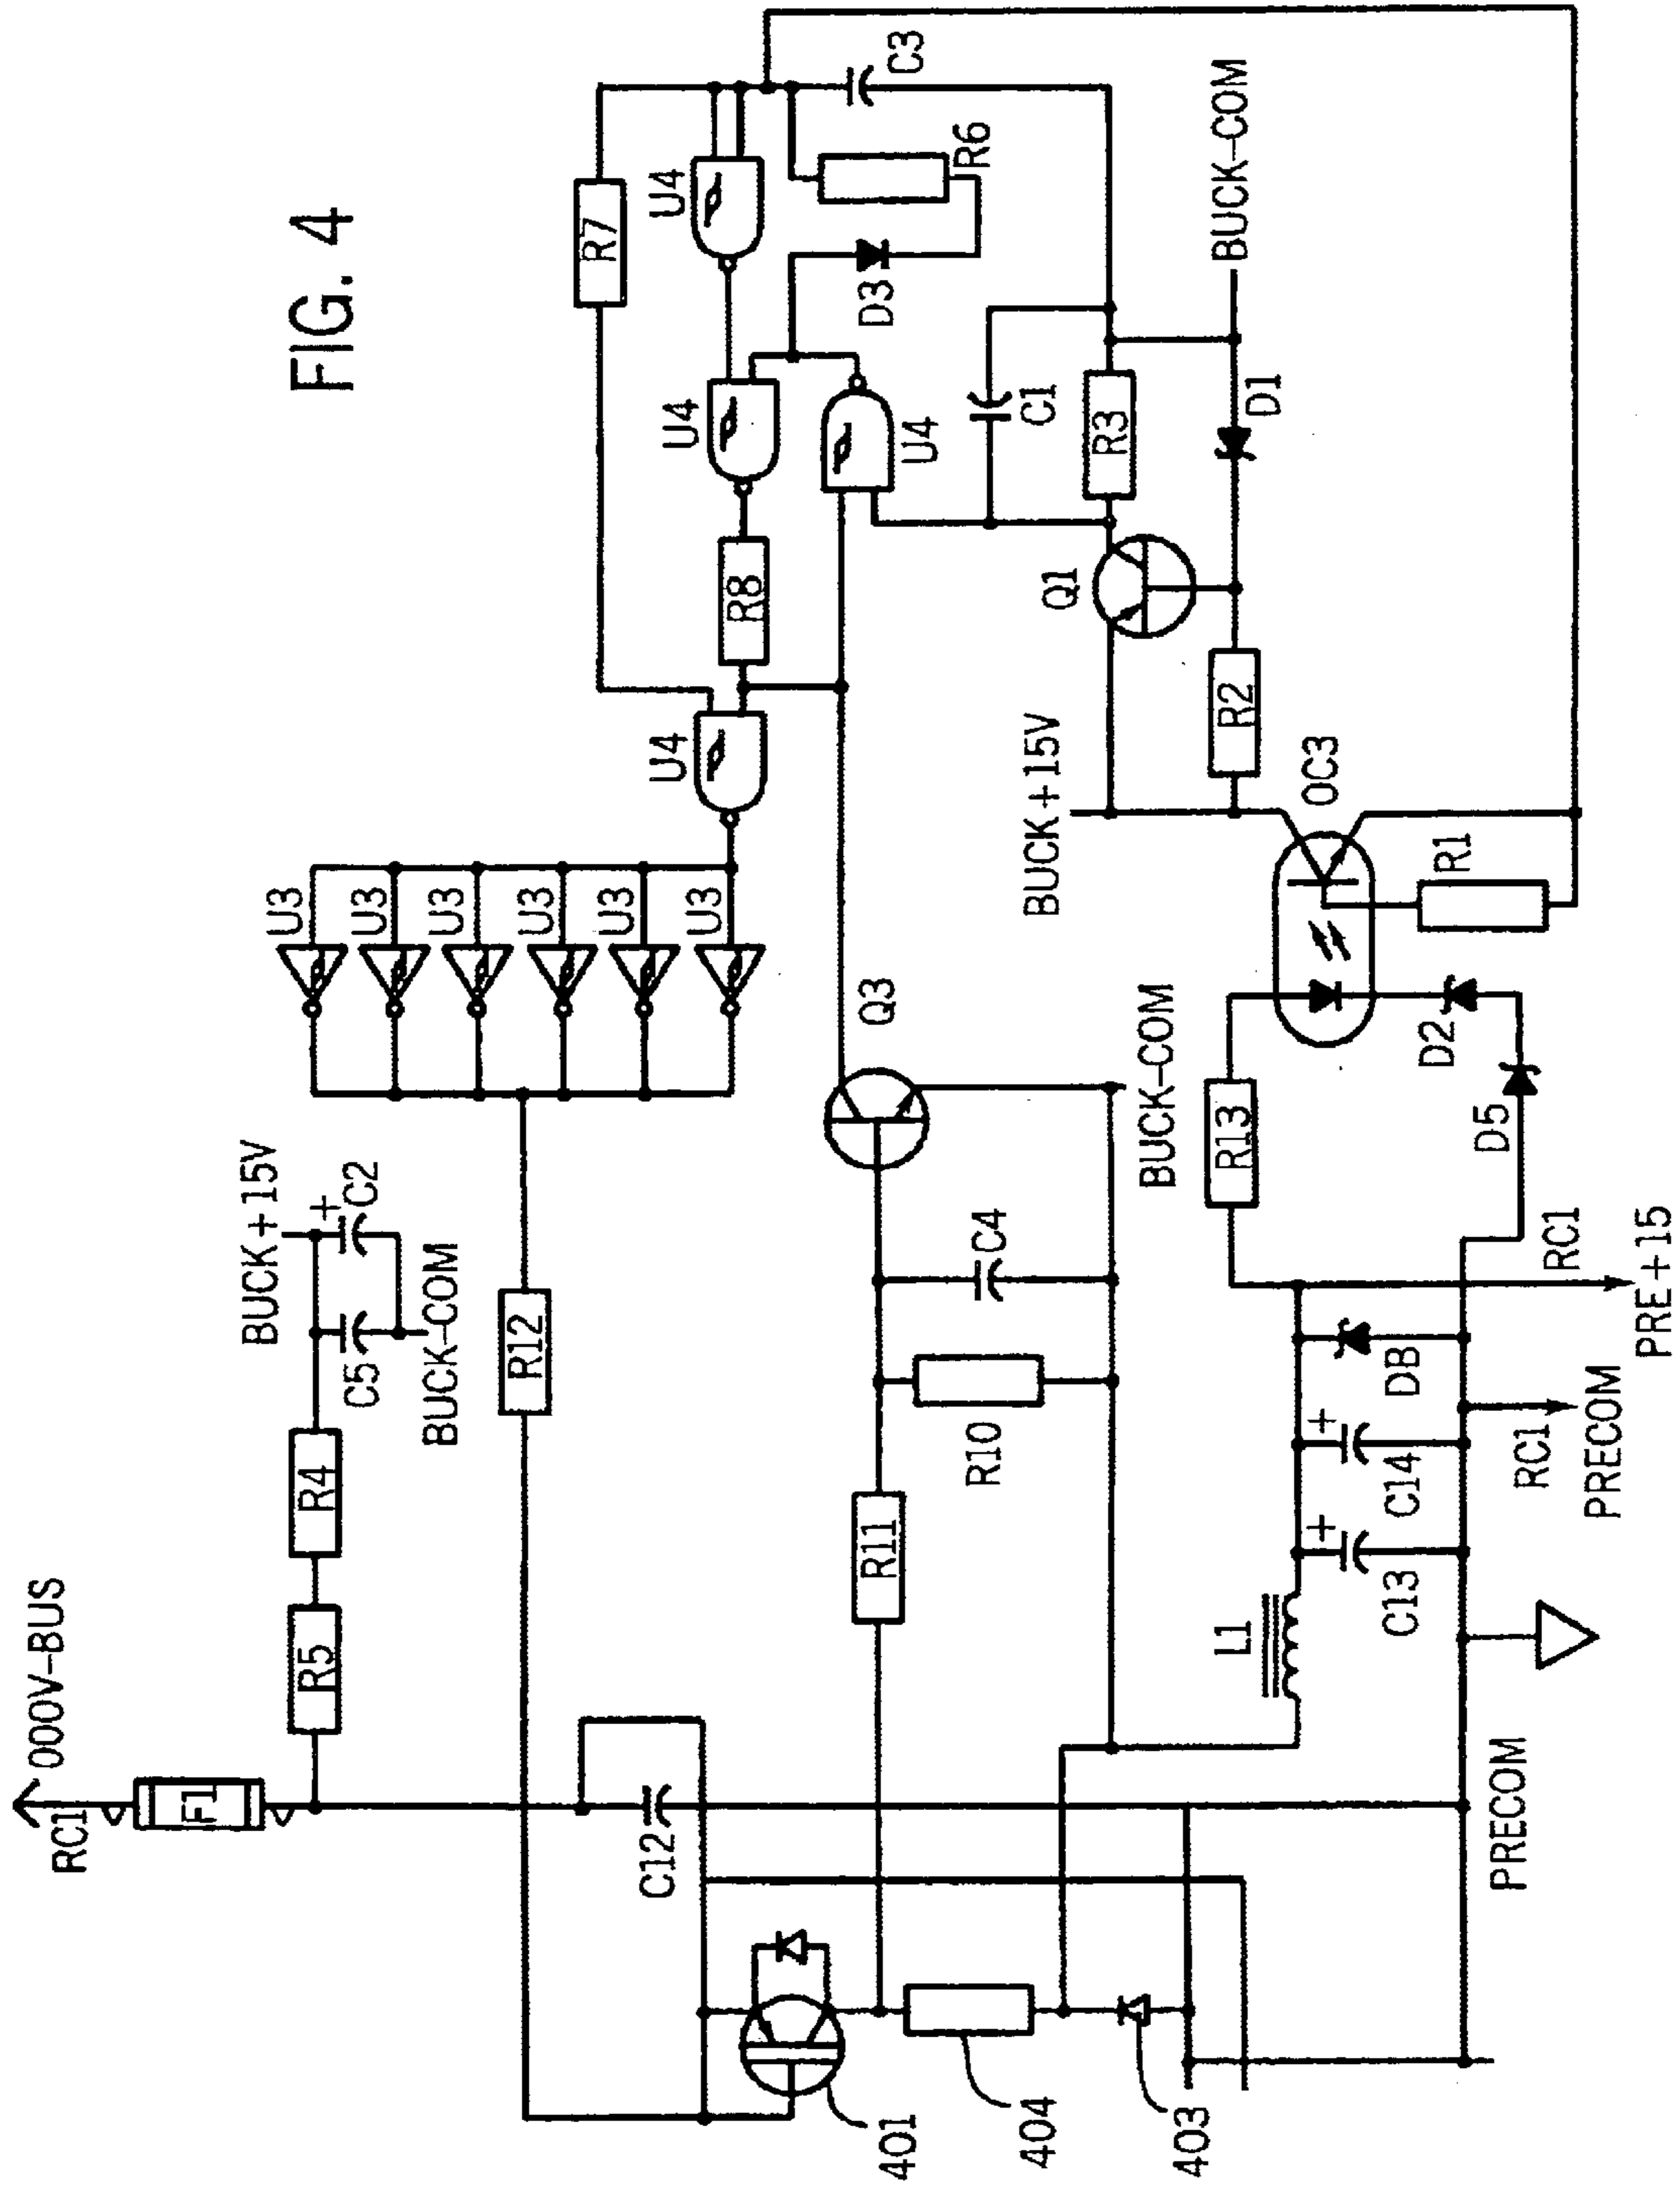 FIG. 4
RC1
000V-BUS
F1
R5
R4
BUCK+15V
C5
+
C2
BUCK-COM
R12
U3
U3
U3
U3
U3
U3
R7
U4
R8
U4
U4
U4
C3
R6
D3
C1
R3
Q1
BUCK-COM
D1
R2
BUCK+15V
OC3
R1
Q3
BUCK-COM
C4
R10
R11
C12
401
404
403
L1
+
C13
+
C14
DB
R13
D2
D5
RC1
PRE+15
RC1
PRECOM
PRECOM